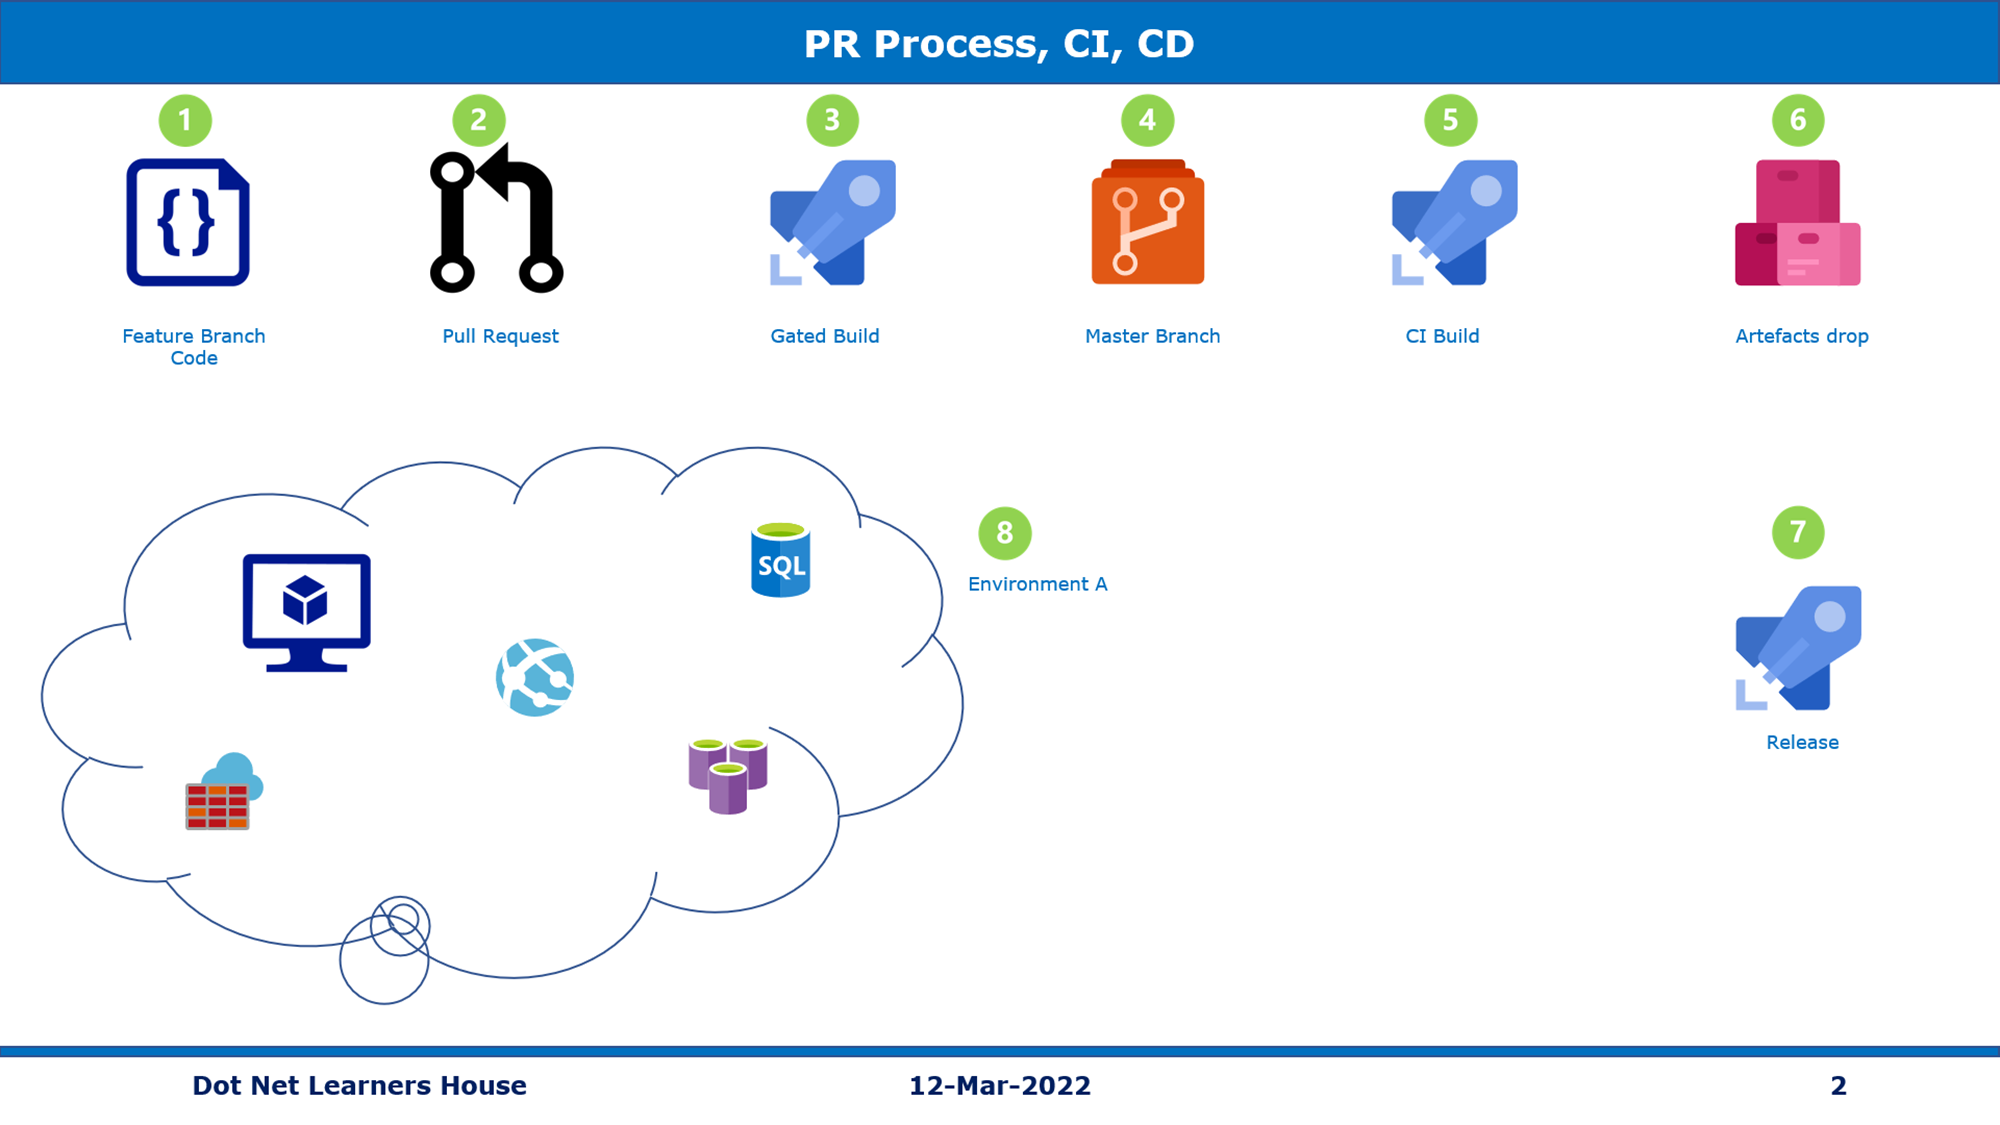 PR Process, CI, CD
1
2
3
4
5
6
{}
Feature Branch
Code
Pull Request
Gated Build
Master Branch
CI Build
Artefacts drop
SQL
8
Environment A
7
Release
Dot Net Learners House
12-Mar-2022
2